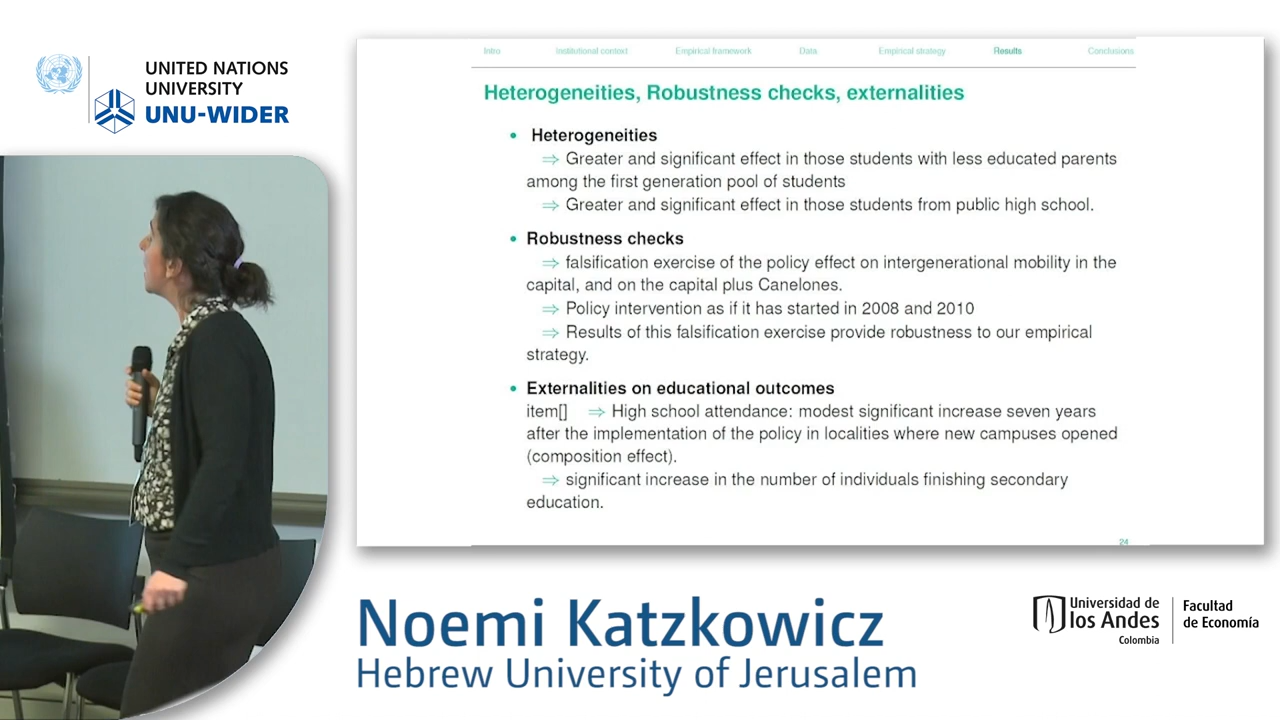 UNITED NATIONS
UNIVERSITY
UNU-WIDER
Intro Institutional context Empirical framework Data Empirical strategy Results Conclusions
Heterogeneities, Robustness checks, externalities
• Heterogeneities
⇒ Greater and significant effect in those students with less educated parents
among the first generation pool of students
⇒ Greater and significant effect in those students from public high school.
• Robustness checks
⇒ falsification exercise of the policy effect on intergenerational mobility in the
capital, and on the capital plus Canelones.
⇒ Policy intervention as if it has started in 2008 and 2010
⇒ Results of this falsification exercise provide robustness to our empirical
strategy.
• Externalities on educational outcomes
item[] ⇒ High school attendance: modest significant increase seven years
after the implementation of the policy in localities where new campuses opened
(composition effect).
⇒ significant increase in the number of individuals finishing secondary
education.
24
Noemi Katzkowicz
Hebrew University of Jerusalem
Universidad de
los Andes
Colombia
Facultad
de Economía